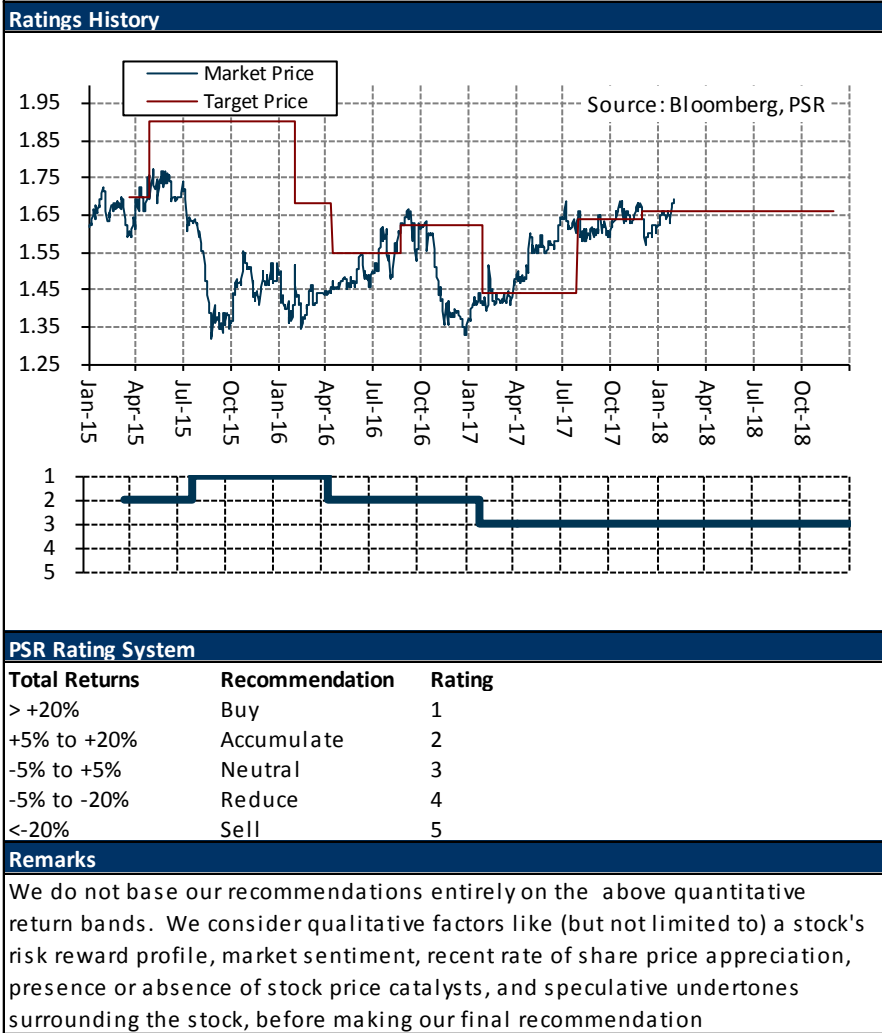 Ratings History
Market Price
Target Price
Source: Bloomberg, PSR
1.95
1.85
1.75
1.65
1.55
1.45
1.35
1.25
Jan-15
Apr-15
Jul-15
Oct-15
Jan-16
Apr-16
Jul-16
Oct-16
Jan-17
Apr-17
Jul-17
Oct-17
Jan-18
Apr-18
Jul-18
Oct-18
1
2
3
4
5
PSR Rating System
Total Returns Recommendation Rating
> +20% Buy 1
+5% to +20% Accumulate 2
-5% to +5% Neutral 3
-5% to -20% Reduce 4
<-20% Sell 5
Remarks
We do not base our recommendations entirely on the above quantitative
return bands. We consider qualitative factors like (but not limited to) a stock's
risk reward profile, market sentiment, recent rate of share price appreciation,
presence or absence of stock price catalysts, and speculative undertones
surrounding the stock, before making our final recommendation